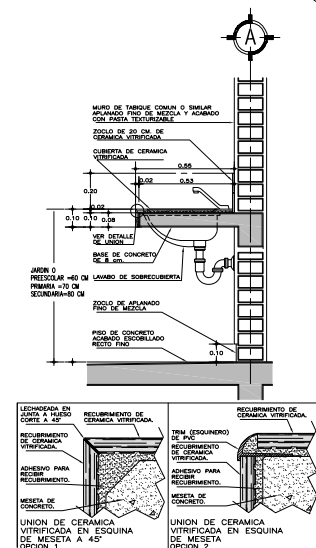 A
MURO DE TABIQUE COMUN O SIMILAR
APLANADO FINO DE MEZCLA Y ACABADO
CON PASTA TEXTURIZABLE
ZOCLO DE 20 CM. DE
CERAMICA VITRIFICADA
CUBIERTA DE CERAMICA
VITRIFICADA
0.55
0.02
0.53
0.20
0.02
0.10
0.10
0.08
VER DETALLE
DE UNION
BASE DE CONCRETO
DE 8 cm.
LAVABO DE SOBRECUBIERTA
JARDIN O
PREESCOLAR =60 CM
PRIMARIA =70 CM
SECUNDARIA=80 CM
ZOCLO DE APLANADO
FINO DE MEZCLA
PISO DE CONCRETO
ACABADO ESCOBILLADO
RECTO FINO
0.10
LECHADEADA EN
JUNTA A HUESO
CORTE A 45°
RECUBRIMIENTO DE
CERAMICA VITRIFICADA.
RECUBRIMIENTO
DE CERAMICA
VITRIFICADA.
ADHESIVO PARA
RECIBIR
RECUBRIMIENTO.
MESETA DE
CONCRETO.
UNION DE CERAMICA
VITRIFICADA EN ESQUINA
DE MESETA A 45°
OPCION 1
RECUBRIMIENTO DE
CERAMICA VITRIFICADA.
TRIM (ESQUINERO)
DE PVC
RECUBRIMIENTO
DE CERAMICA
VITRIFICADA.
ADHESIVO PARA
RECIBIR
RECUBRIMIENTO.
MESETA DE
CONCRETO.
UNION DE CERAMICA
VITRIFICADA EN ESQUINA
DE MESETA
OPCION 2